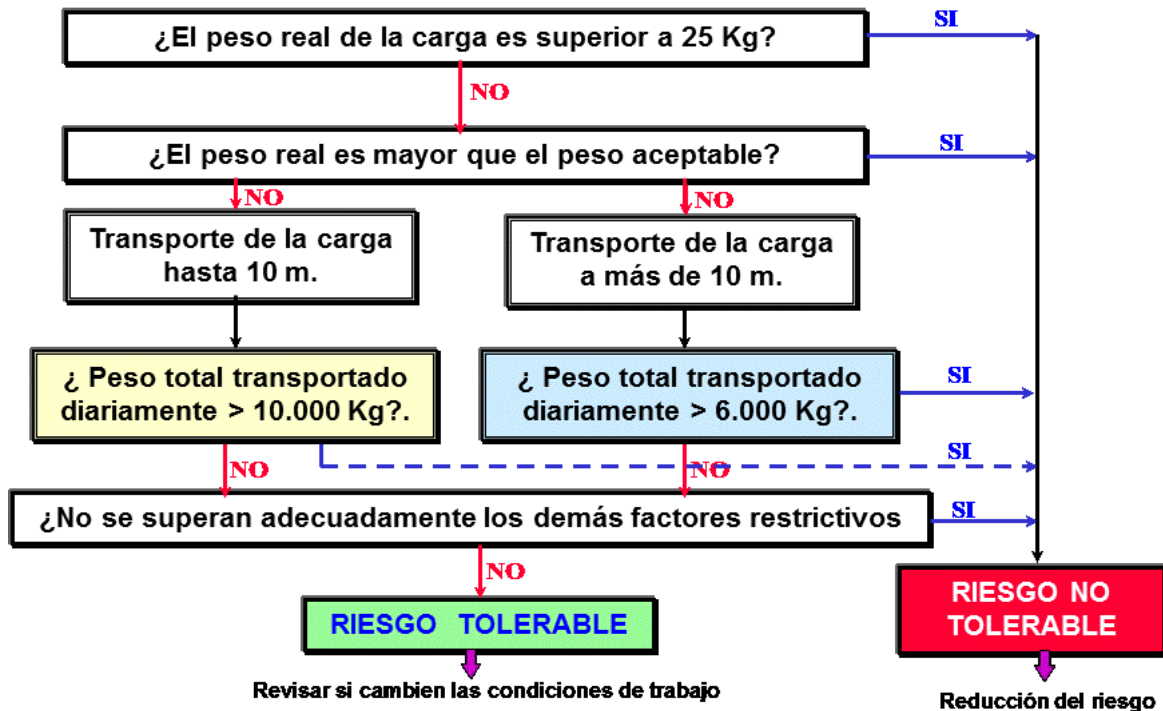 ¿El peso real de la carga es superior a 25 Kg?
SI
NO
¿El peso real es mayor que el peso aceptable?
SI
NO
NO
Transporte de la carga
hasta 10 m.
Transporte de la carga
a más de 10 m.
¿ Peso total transportado
diariamente > 10.000 Kg?.
¿ Peso total transportado
diariamente > 6.000 Kg?.
SI
NO
NO
SI
¿No se superan adecuadamente los demás factores restrictivos
SI
NO
RIESGO TOLERABLE
RIESGO NO
TOLERABLE
Revisar si cambien las condiciones de trabajo
Reducción del riesgo